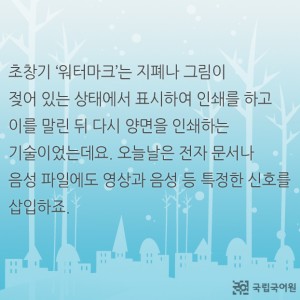 초창기 ‘워터마크’는 지폐나 그림이
젖어 있는 상태에서 표시하여 인쇄를 하고
이를 말린 뒤 다시 양면을 인쇄하는
기술이었는데요. 오늘날은 전자 문서나
음성 파일에도 영상과 음성 등 특정한 신호를
삽입하죠.
국립국어원